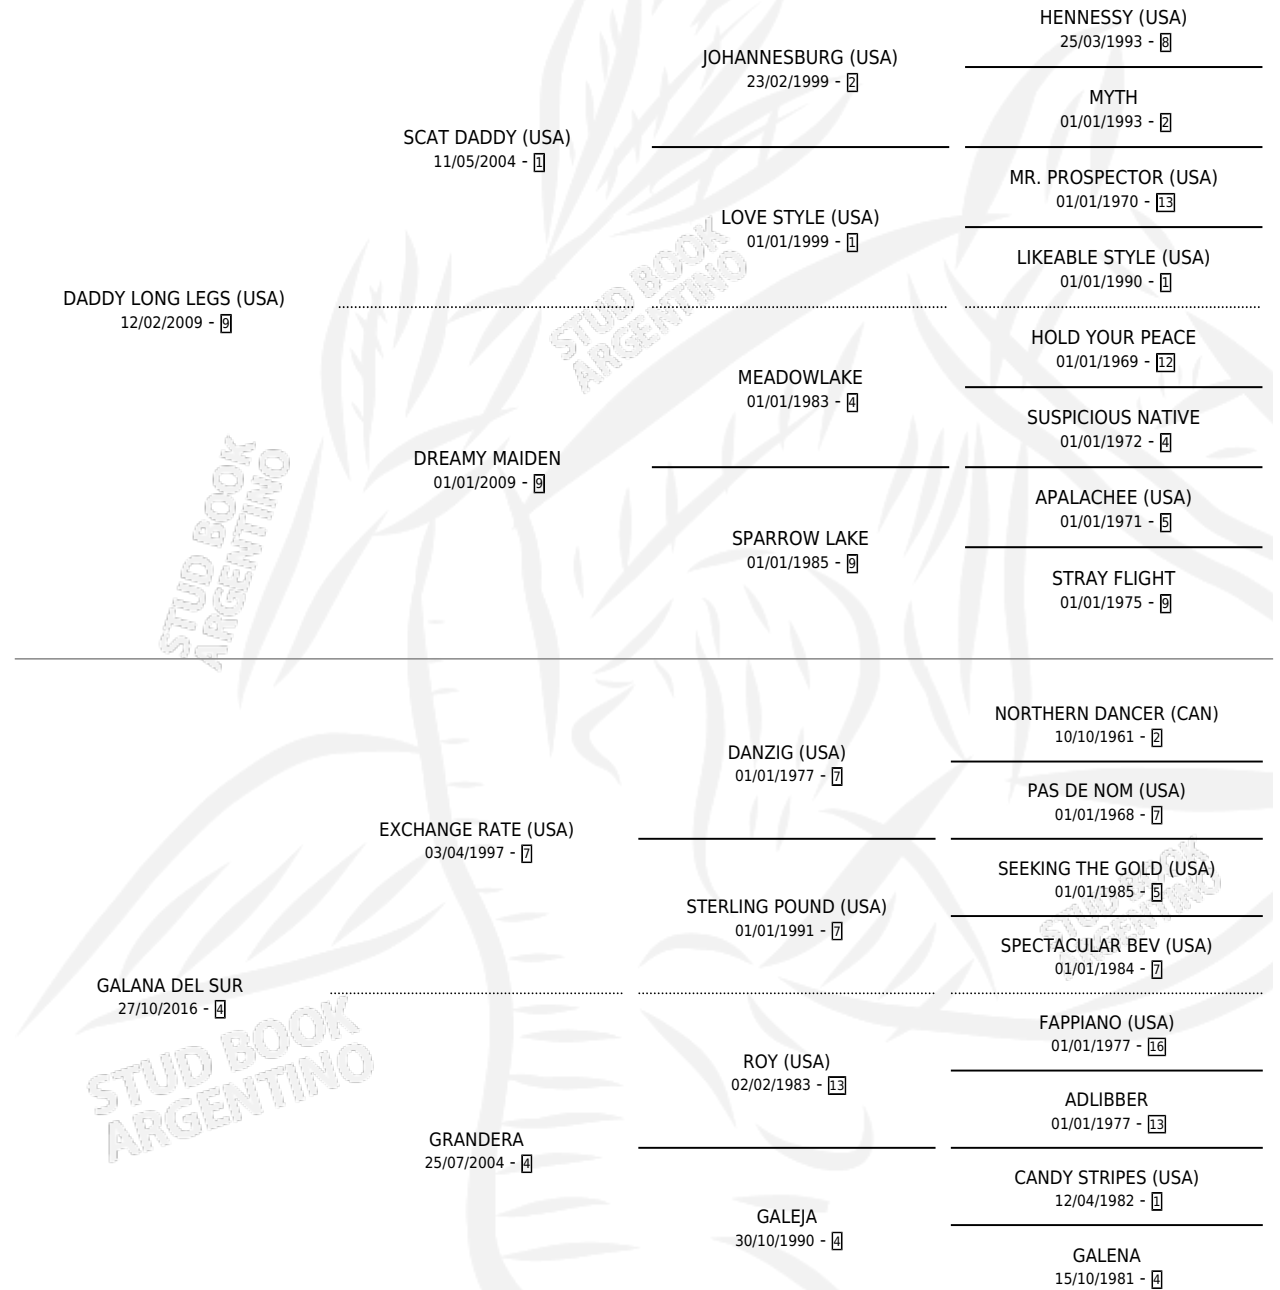 HENNESSY (USA)
25/03/1993 - 8
JOHANNESBURG (USA)
23/02/1999 - 2
MYTH
01/01/1993 - 2
SCAT DADDY (USA)
11/05/2004 - 1
MR. PROSPECTOR (USA)
01/01/1970 - 13
LOVE STYLE (USA)
01/01/1999 - 1
LIKEABLE STYLE (USA)
01/01/1990 - 1
DADDY LONG LEGS (USA)
12/02/2009 - 9
HOLD YOUR PEACE
01/01/1969 - 12
MEADOWLAKE
01/01/1983 - 4
SUSPICIOUS NATIVE
01/01/1972 - 4
DREAMY MAIDEN
01/01/2009 - 9
APALACHEE (USA)
01/01/1971 - 5
SPARROW LAKE
01/01/1985 - 9
STRAY FLIGHT
01/01/1975 - 9
STUD BOOK
ARGENTINO
STUD BOOK
ARGENTINO
NORTHERN DANCER (CAN)
10/10/1961 - 2
DANZIG (USA)
01/01/1977 - 7
PAS DE NOM (USA)
01/01/1968 - 7
EXCHANGE RATE (USA)
03/04/1997 - 7
SEEKING THE GOLD (USA)
01/01/1985 - 5
STERLING POUND (USA)
01/01/1991 - 7
SPECTACULAR BEV (USA)
01/01/1984 - 7
STUD BOOK
ARGENTINO
GALANA DEL SUR
27/10/2016 - 4
FAPPIANO (USA)
01/01/1977 - 16
ROY (USA)
02/02/1983 - 13
ADLIBBER
01/01/1977 - 13
STUD BOOK
ARGENTINO
GRANDERA
25/07/2004 - 4
CANDY STRIPES (USA)
12/04/1982 - 1
GALEJA
30/10/1990 - 4
GALENA
15/10/1981 - 4